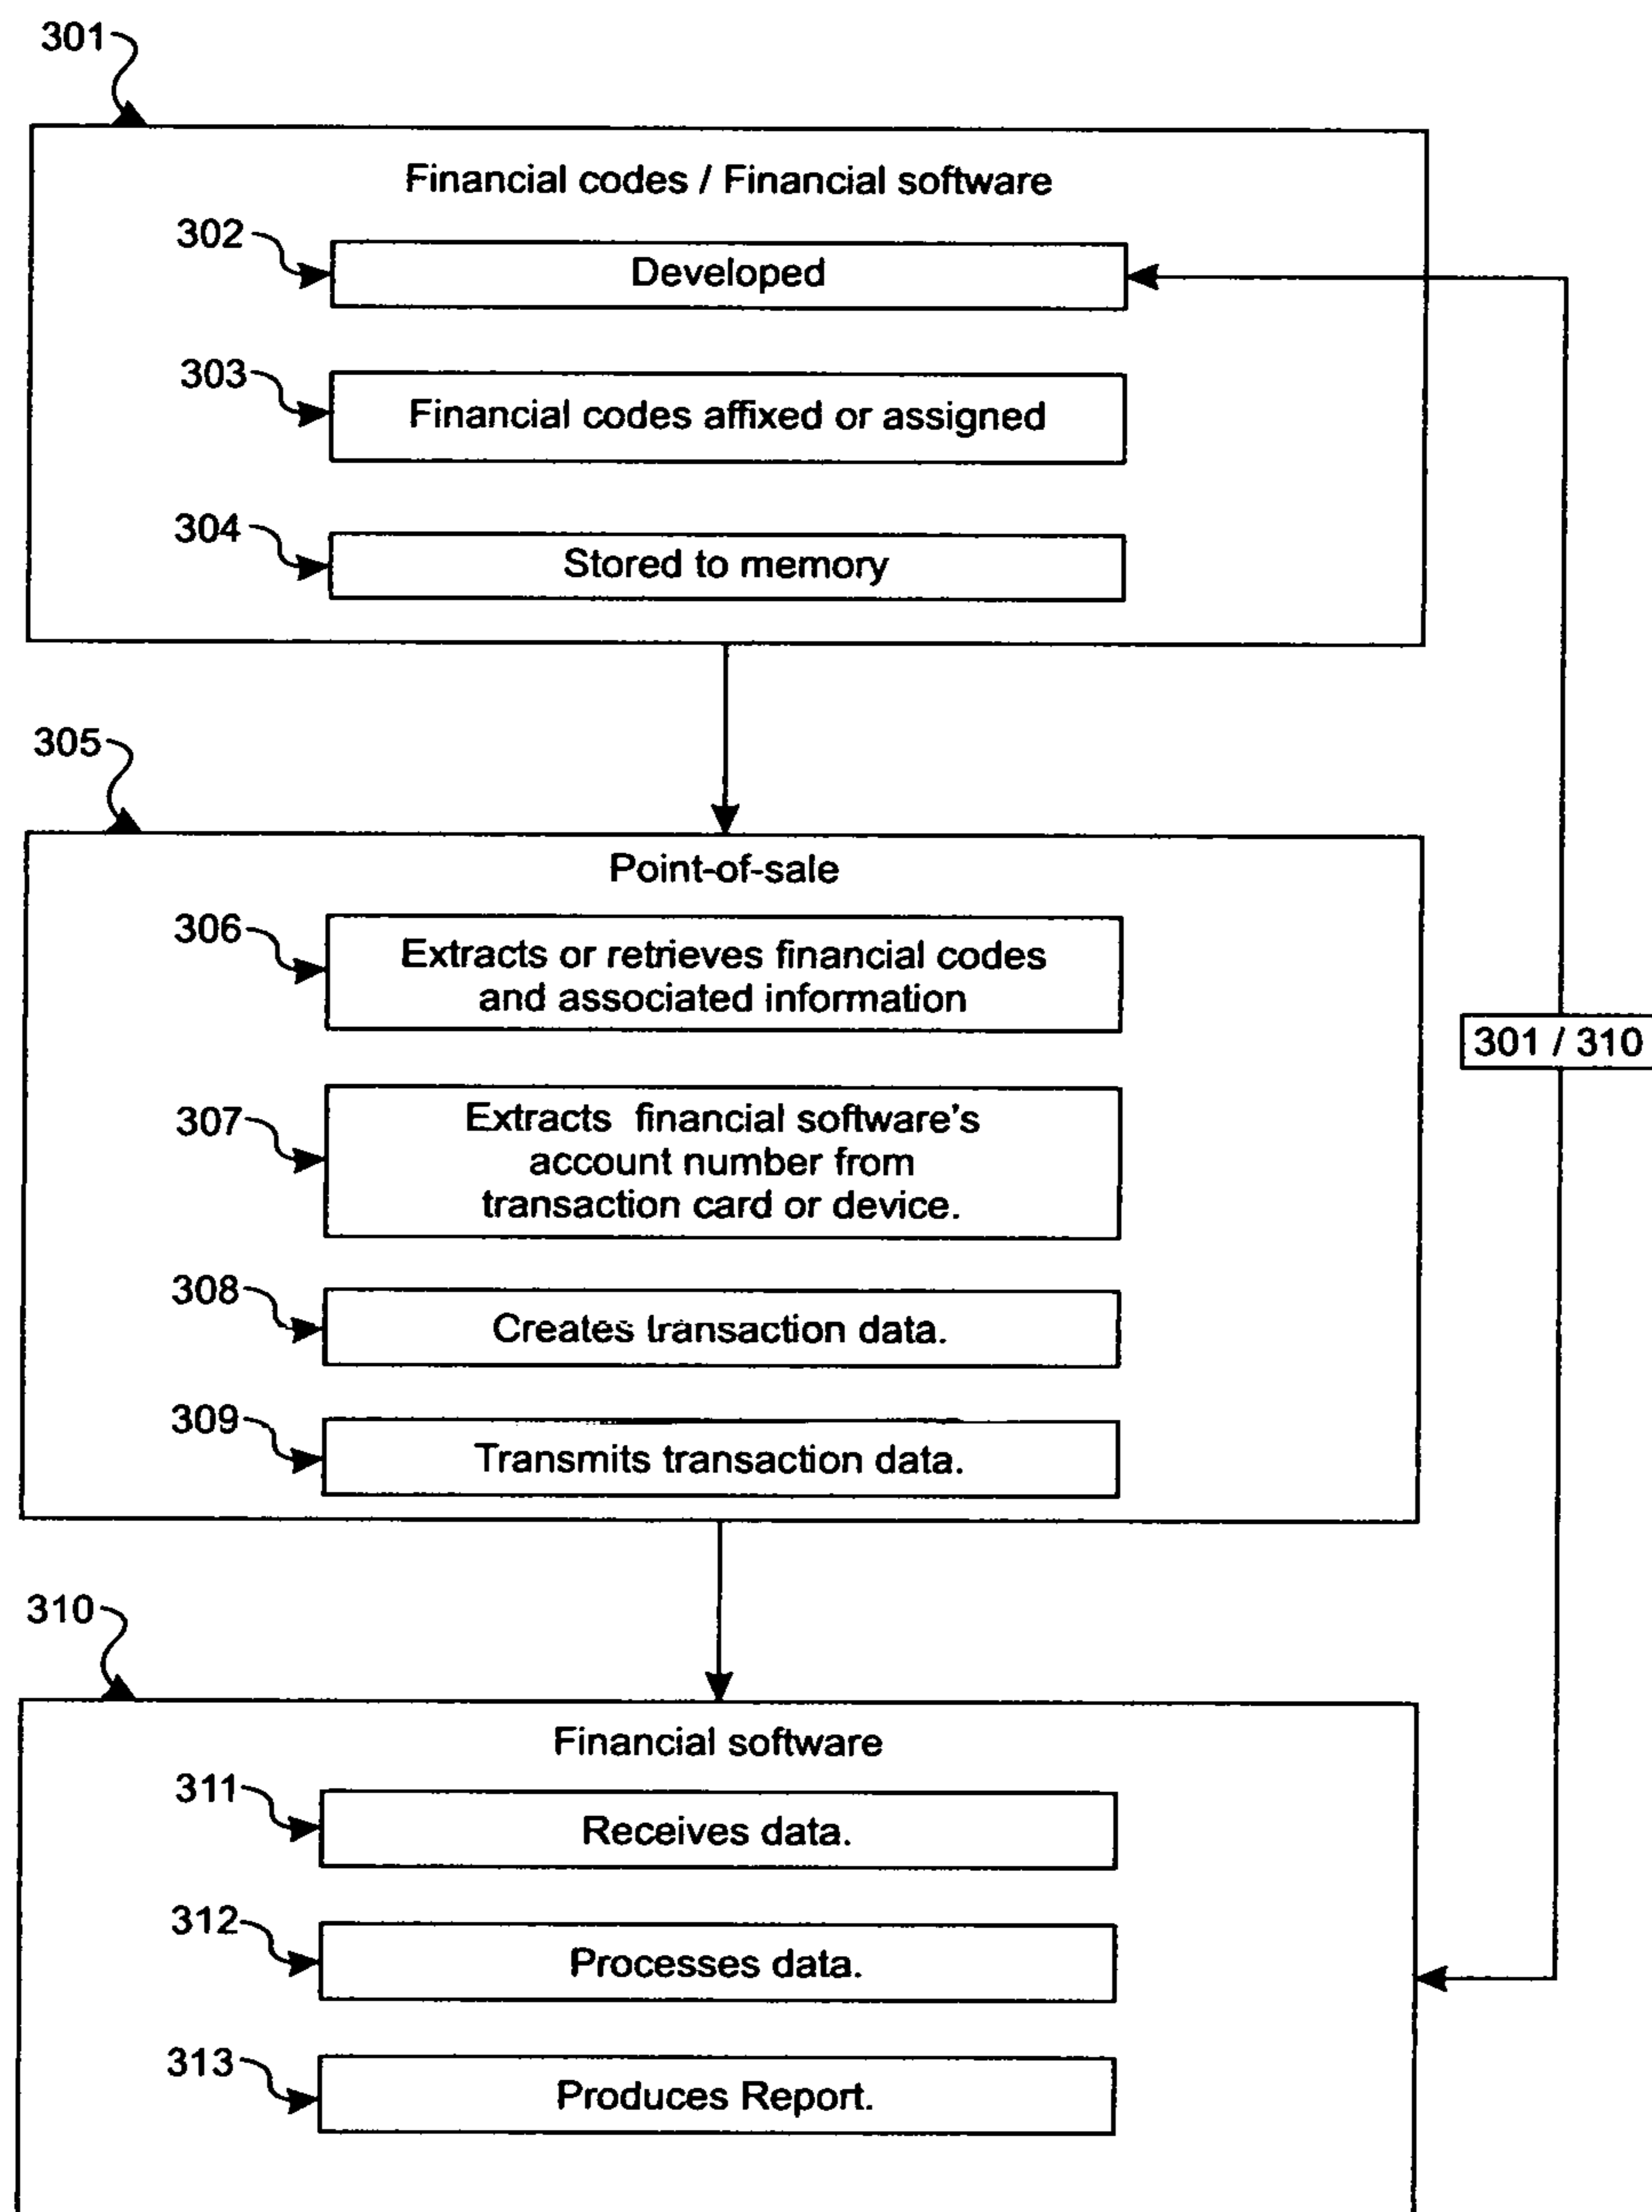 301
Financial codes / Financial software
302
Developed
303
Financial codes affixed or assigned
304
Stored to memory
305
Point-of-sale
306
Extracts or retrieves financial codes
and associated information
301 / 310
307
Extracts financial software's
account number from
transaction card or device.
308
Creates transaction data.
309
Transmits transaction data.
310
Financial software
311
Receives data.
312
Processes data.
313
Produces Report.